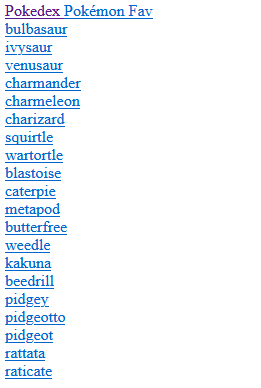 Pokedex Pokémon Fav
bulbasaur
ivysaur
venusaur
charmander
charmeleon
charizard
squirtle
wartortle
blastoise
caterpie
metapod
butterfree
weedle
kakuna
beedrill
pidgey
pidgeotto
pidgeot
rattata
raticate